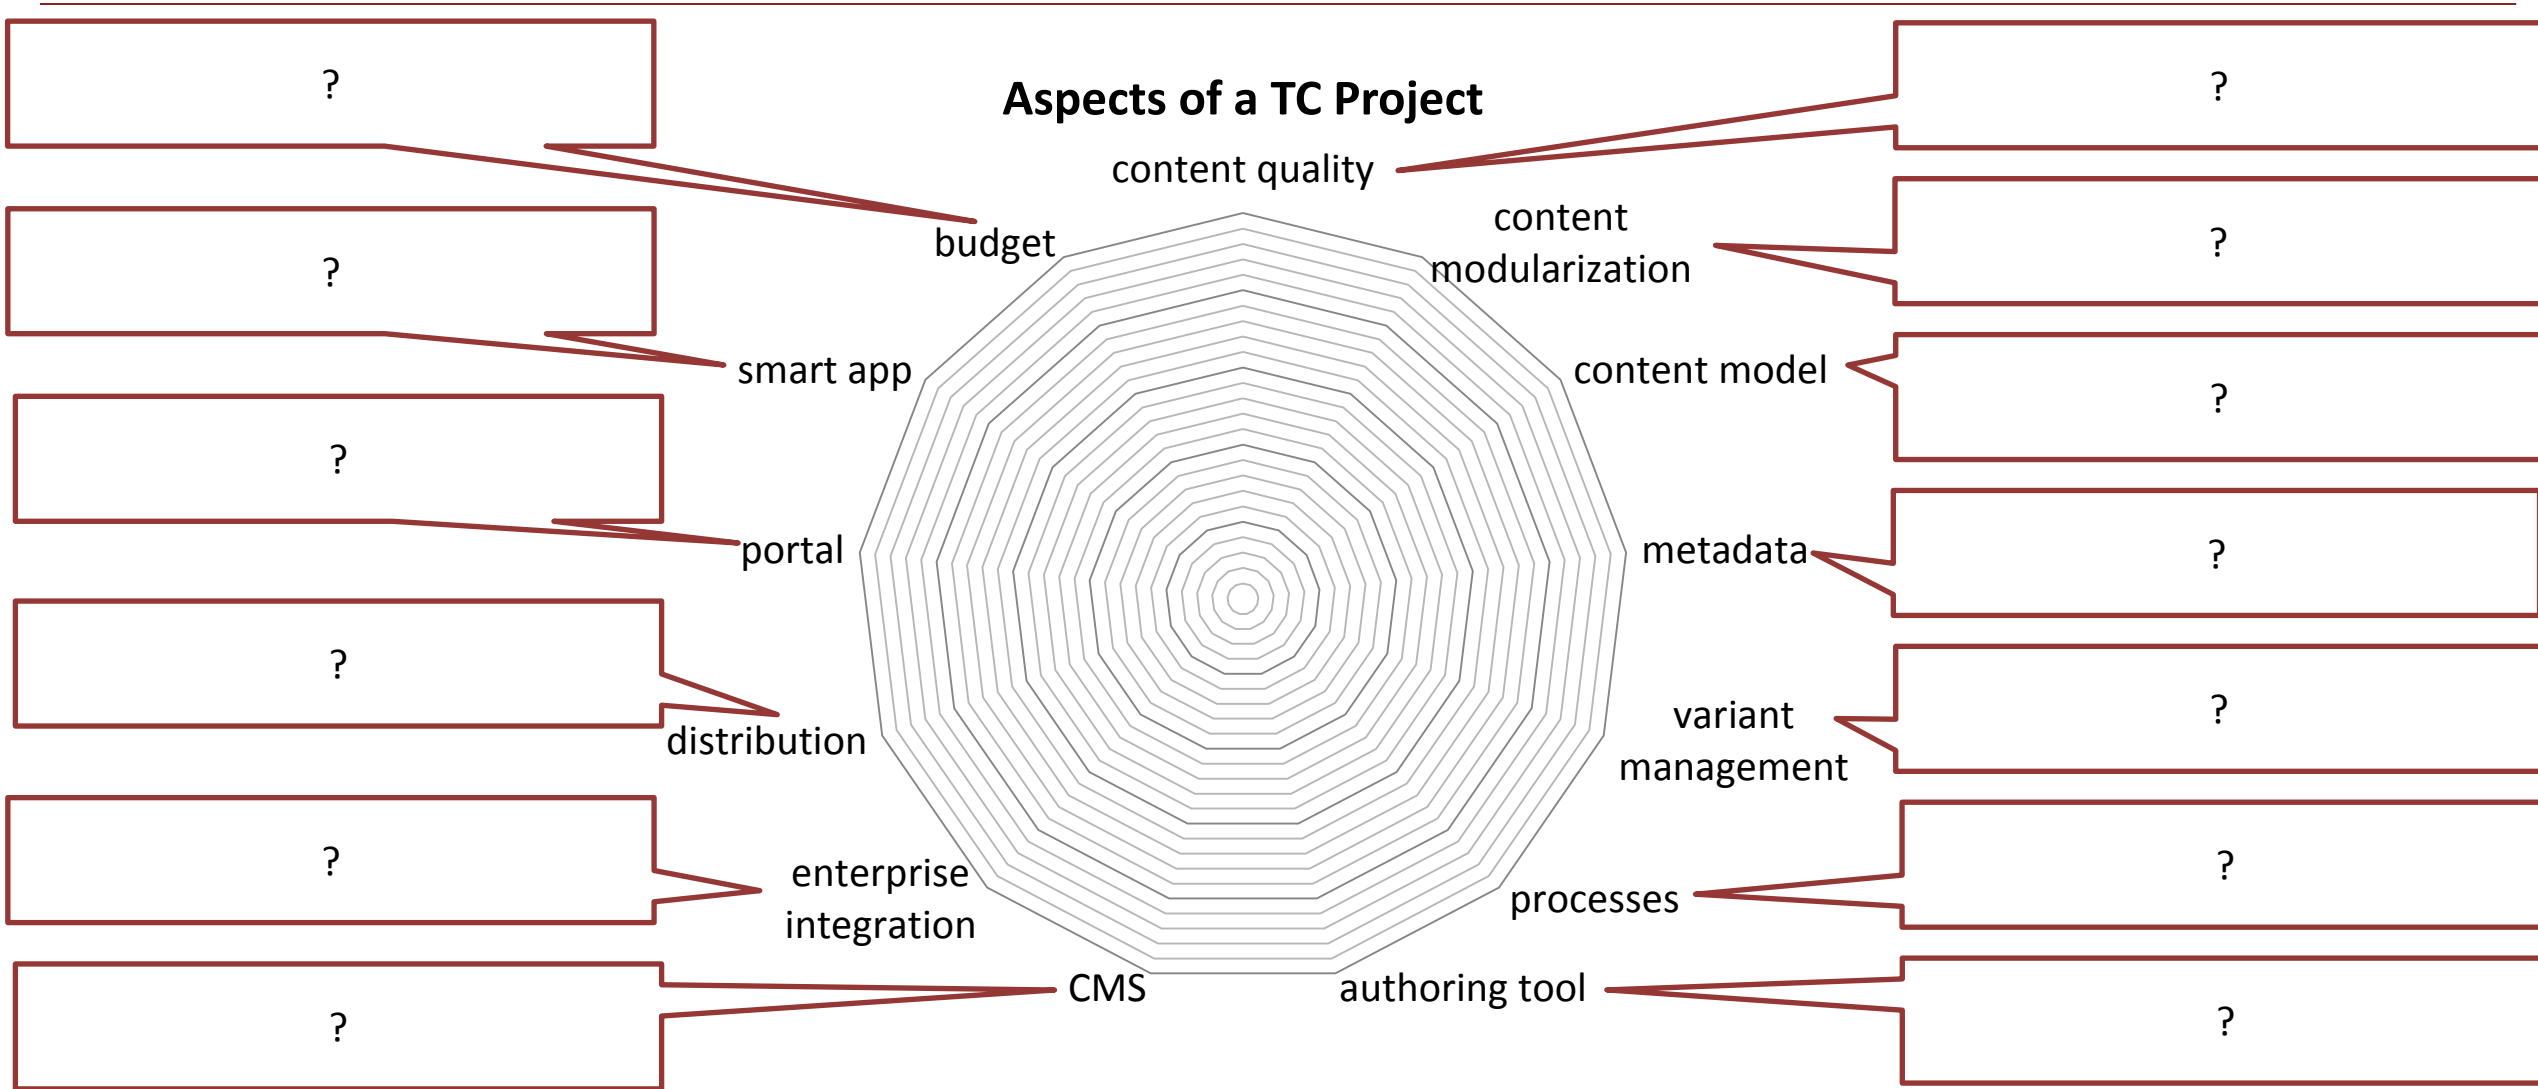 Aspects of a TC Project
?
?
content quality
content
modularization
?
budget
?
smart app
content model
?
?
portal
metadata
?
?
distribution
variant
management
?
?
enterprise
integration
processes
?
CMS
authoring tool
?
?